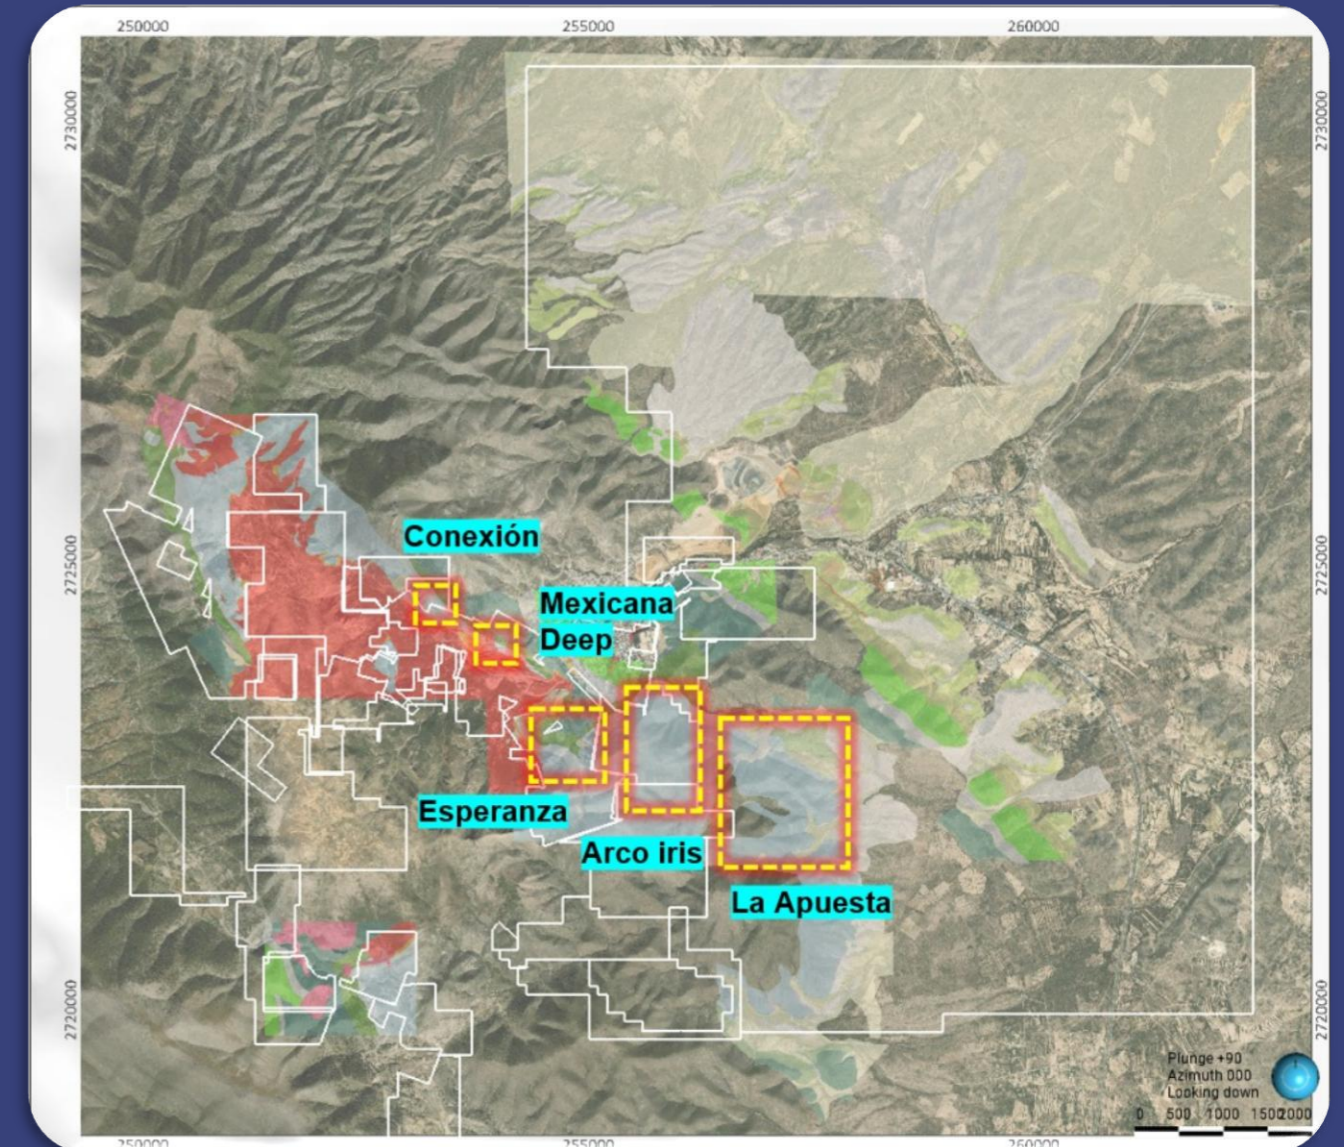 250000 255000 260000
2730000 2730000
Conexión
2725000 2725000
Mexicana
Deep
Esperanza
Arco iris
La Apuesta
2720000 2720000
Plunge +90
Azimuth 000
Looking down
0 500 1000 1500 2000
250000 255000 260000